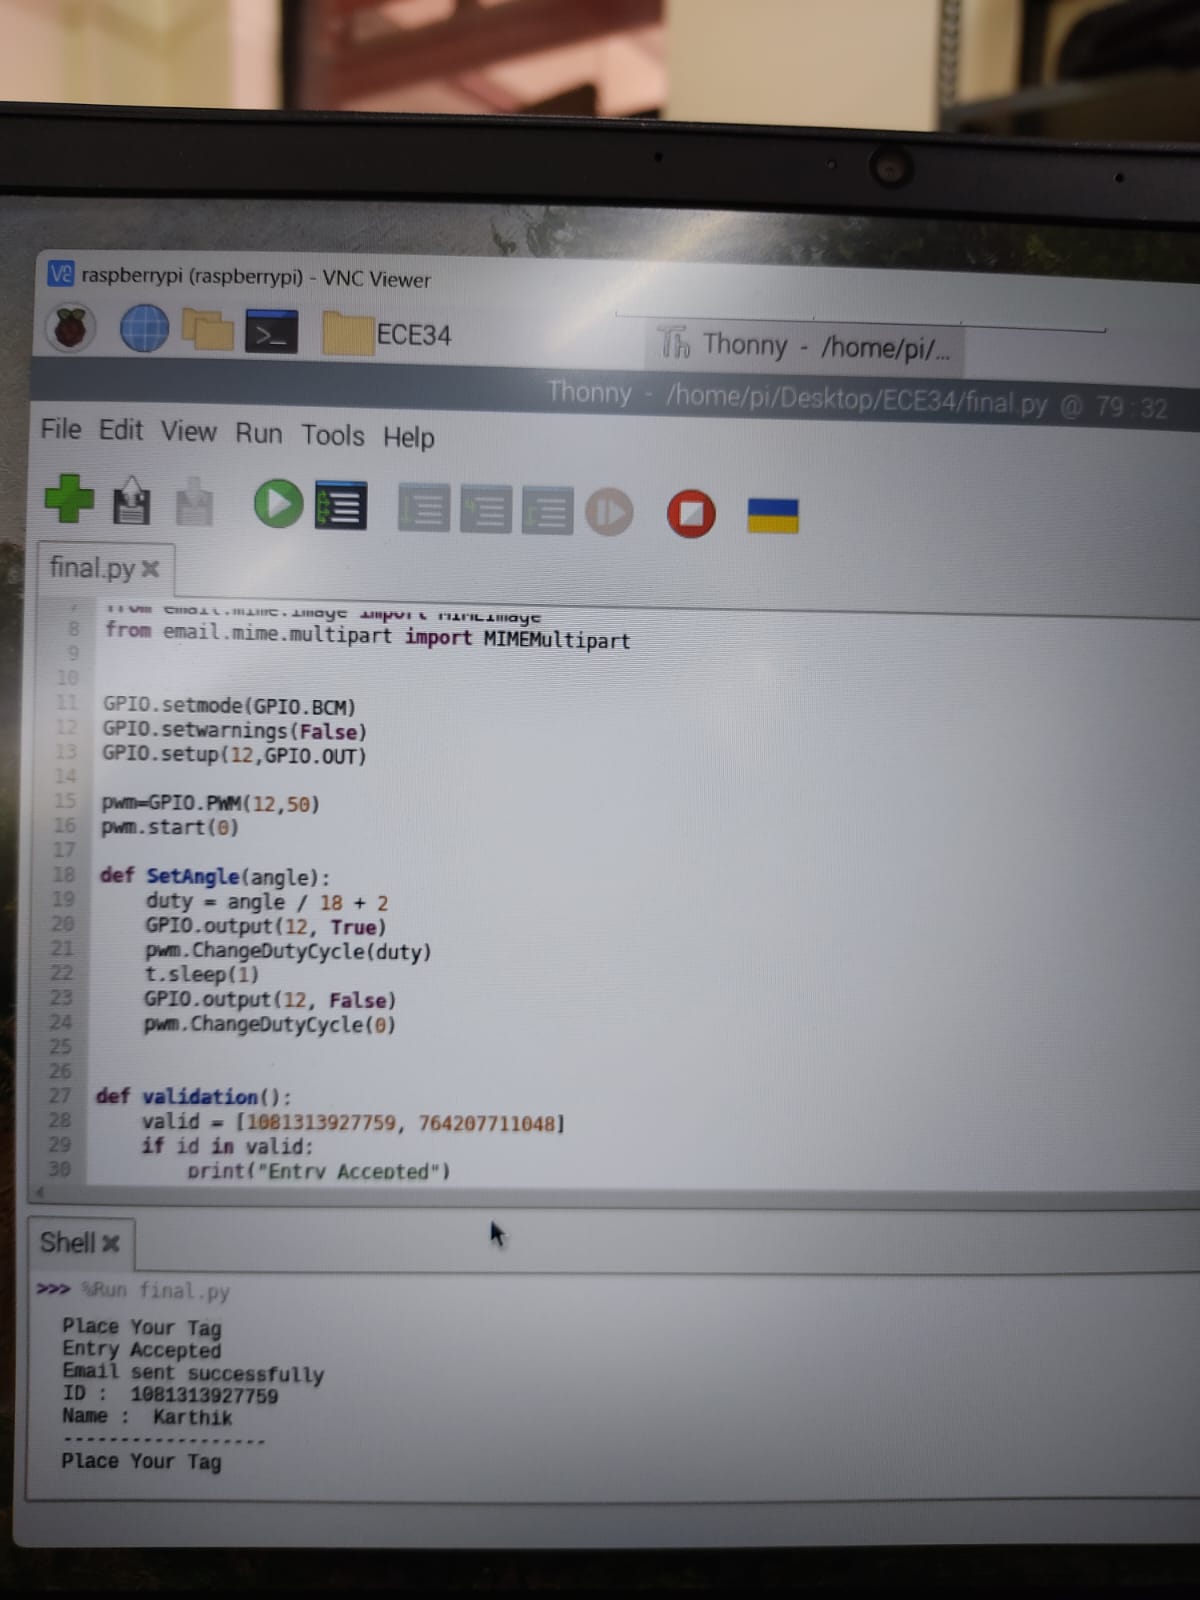 raspberrypi (raspberrypi) - VNC Viewer
ECE34
Thonny - /home/pi/...
Thonny - /home/pi/Desktop/ECE34/final.py @ 79:32
File Edit View Run Tools Help
final.py
7 from email.mime.image import MIMEImage
8 from email.mime.multipart import MIMEMultipart
9
10
11 GPIO.setmode(GPIO.BCM)
12 GPIO.setwarnings(False)
13 GPIO.setup(12,GPIO.OUT)
14
15 pwm=GPIO.PWM(12,50)
16 pwm.start(0)
17
18 def SetAngle(angle):
19     duty = angle / 18 + 2
20     GPIO.output(12, True)
21     pwm.ChangeDutyCycle(duty)
22     t.sleep(1)
23     GPIO.output(12, False)
24     pwm.ChangeDutyCycle(0)
25
26
27 def validation():
28     valid = [1081313927759, 764207711048]
29     if id in valid:
30         print("Entry Accepted")
Shell
>>> %Run final.py
Place Your Tag
Entry Accepted
Email sent successfully
ID :  1081313927759
Name :  Karthik
------------------
Place Your Tag